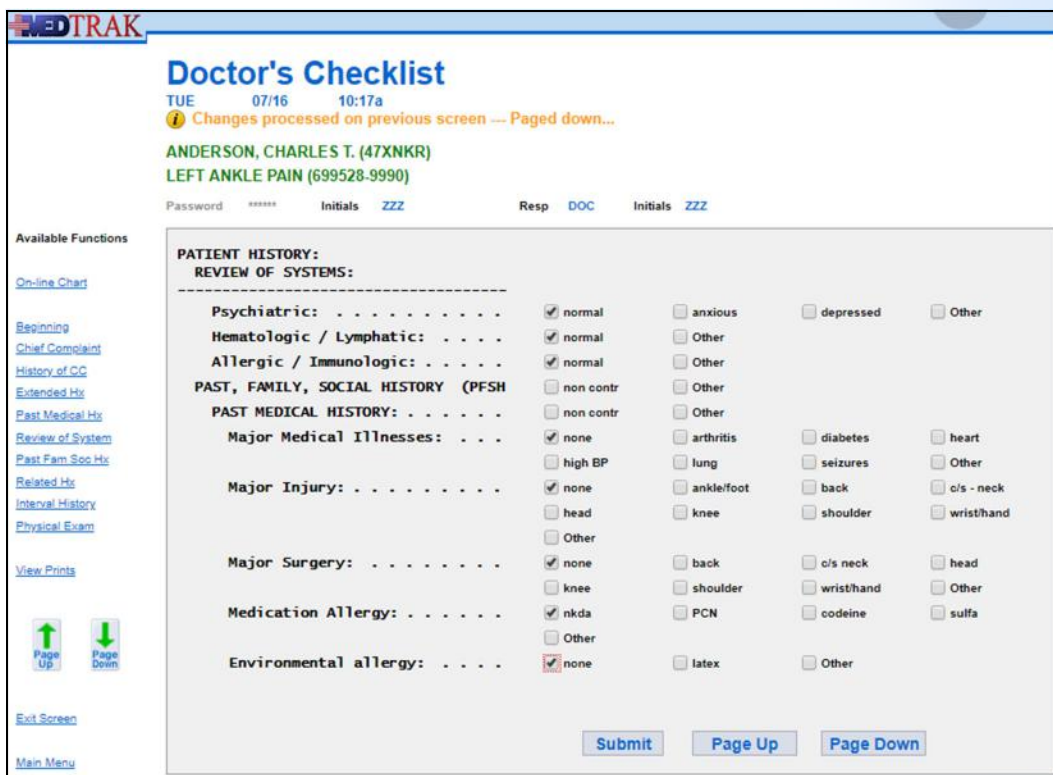 MEDTRAK
Doctor's Checklist
TUE 07/16 10:17a
i Changes processed on previous screen --- Paged down...
ANDERSON, CHARLES T. (47XNKR)
LEFT ANKLE PAIN (699528-9990)
Password ****** Initials ZZZ Resp DOC Initials ZZZ
Available Functions
On-line Chart
Beginning
Chief Complaint
History of CC
Extended Hx
Past Medical Hx
Review of System
Past Fam Soc Hx
Related Hx
Interval History
Physical Exam
View Prints
Page Up
Page Down
Exit Screen
Main Menu
PATIENT HISTORY:
REVIEW OF SYSTEMS:
-------------------------------------
Psychiatric: . . . . . . . . . . normal anxious depressed Other
Hematologic / Lymphatic: . . . . normal Other
Allergic / Immunologic: . . . . . normal Other
PAST, FAMILY, SOCIAL HISTORY (PFSH non contr Other
PAST MEDICAL HISTORY: . . . . . . non contr Other
Major Medical Illnesses: . . . none arthritis diabetes heart
high BP lung seizures Other
Major Injury: . . . . . . . . . none ankle/foot back c/s - neck
head knee shoulder wrist/hand
Other
Major Surgery: . . . . . . . . none back c/s neck head
knee shoulder wrist/hand Other
Medication Allergy: . . . . . . nkda PCN codeine sulfa
Other
Environmental allergy: . . . . none latex Other
Submit Page Up Page Down